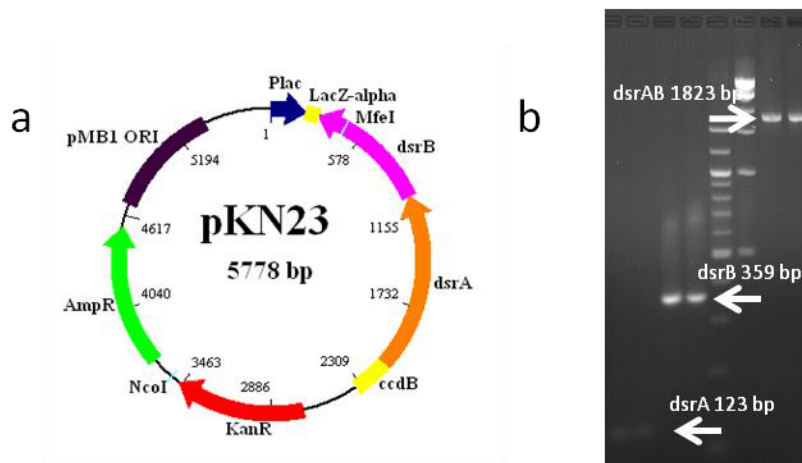 a
Plac
LacZ-alpha
MfeI
dsrB
pMB1 ORI
1
5194
578
pKN23
5778 bp
4617
1155
dsrA
AmpR
4040
1732
NcoI
3463
2886
2309
ccdB
KanR
b
dsrAB 1823 bp
dsrB 359 bp
dsrA 123 bp